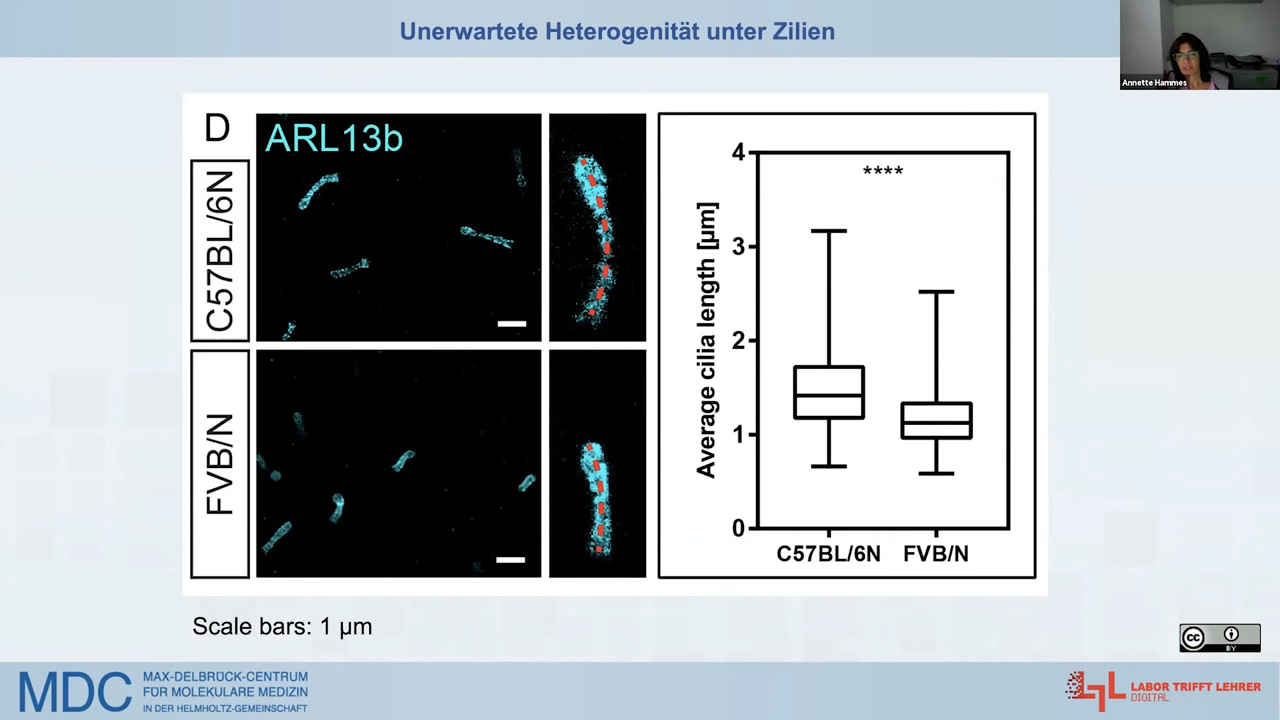 Unerwartete Heterogenität unter Zilien
Annette Hammes
D
ARL13b
C57BL/6N
FVB/N
Average cilia length [µm]
4
3
2
1
0
****
C57BL/6N
FVB/N
Scale bars: 1 µm
cc
BY
MDC
MAX-DELBRÜCK-CENTRUM
FÜR MOLEKULARE MEDIZIN
IN DER HELMHOLTZ-GEMEINSCHAFT
LABOR TRIFFT LEHRER
DIGITAL